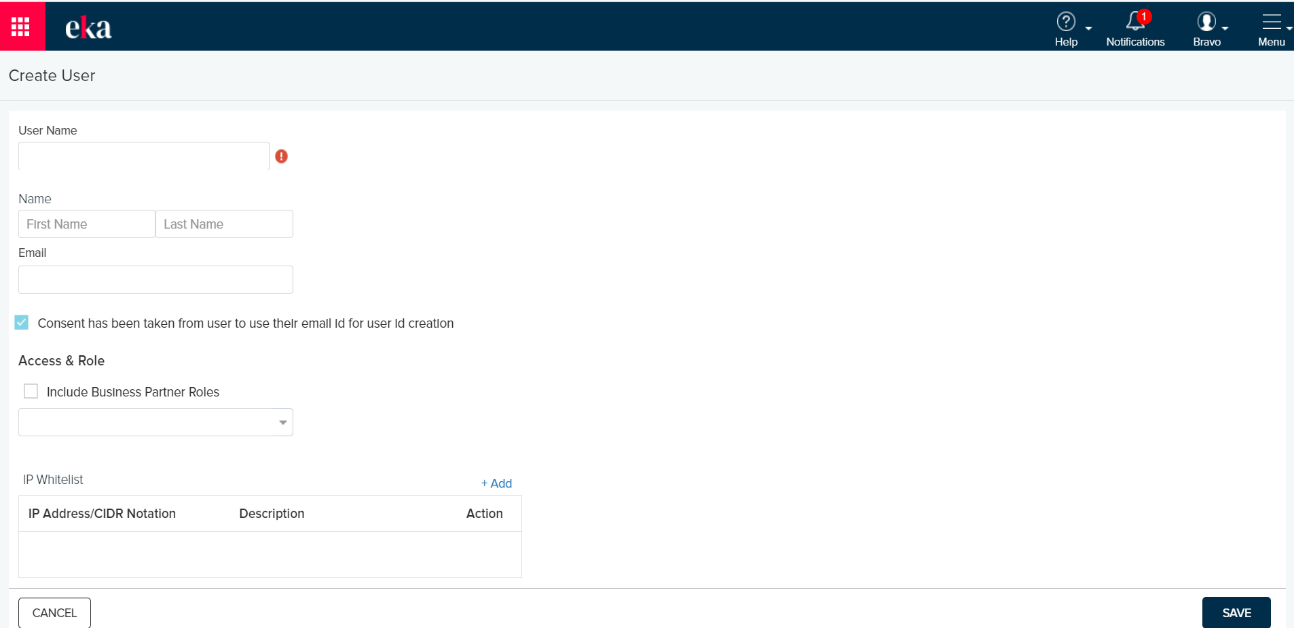 eka
1
Help
Notifications
Bravo
Menu
Create User
User Name
!
Name
First Name
Last Name
Email
Consent has been taken from user to use their email id for user id creation
Access & Role
Include Business Partner Roles
IP Whitelist
+ Add
IP Address/CIDR Notation
Description
Action
CANCEL
SAVE